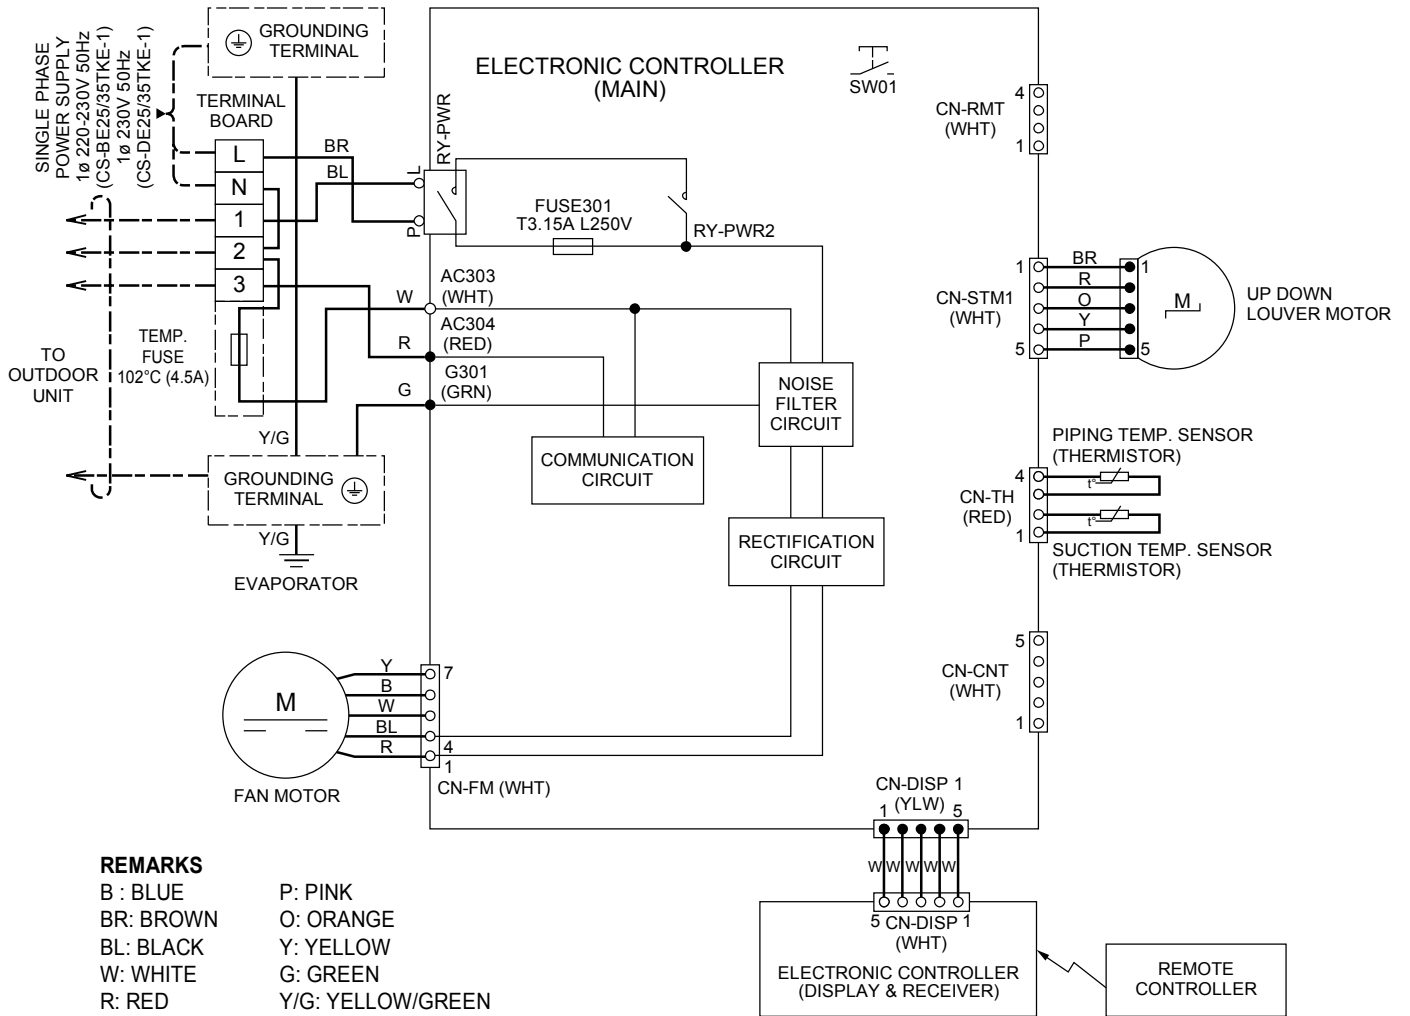 SINGLE PHASE
POWER SUPPLY
1ø 220-230V 50Hz
(CS-BE25/35TKE-1)
1ø 230V 50Hz
(CS-DE25/35TKE-1)
GROUNDING
TERMINAL
TERMINAL
BOARD
L
N
1
2
3
BR
BL
TEMP.
FUSE
102°C (4.5A)
TO
OUTDOOR
UNIT
Y/G
GROUNDING
TERMINAL
Y/G
EVAPORATOR
ELECTRONIC CONTROLLER
(MAIN)
SW01
RY-PWR
L
P
FUSE301
T3.15A L250V
RY-PWR2
W
AC303
(WHT)
R
AC304
(RED)
G
G301
(GRN)
COMMUNICATION
CIRCUIT
NOISE
FILTER
CIRCUIT
RECTIFICATION
CIRCUIT
CN-RMT
(WHT)
4
1
CN-STM1
(WHT)
1
5
BR
R
O
Y
P
1
5
M
UP DOWN
LOUVER MOTOR
PIPING TEMP. SENSOR
(THERMISTOR)
CN-TH
(RED)
4
1
t°
t°
SUCTION TEMP. SENSOR
(THERMISTOR)
CN-CNT
(WHT)
5
1
M
FAN MOTOR
Y
B
W
BL
R
7
4
1
CN-FM (WHT)
CN-DISP 1
(YLW)
1 5
W W W W W
5 CN-DISP 1
(WHT)
ELECTRONIC CONTROLLER
(DISPLAY & RECEIVER)
REMOTE
CONTROLLER
REMARKS
B : BLUE P: PINK
BR: BROWN O: ORANGE
BL: BLACK Y: YELLOW
W: WHITE G: GREEN
R: RED Y/G: YELLOW/GREEN